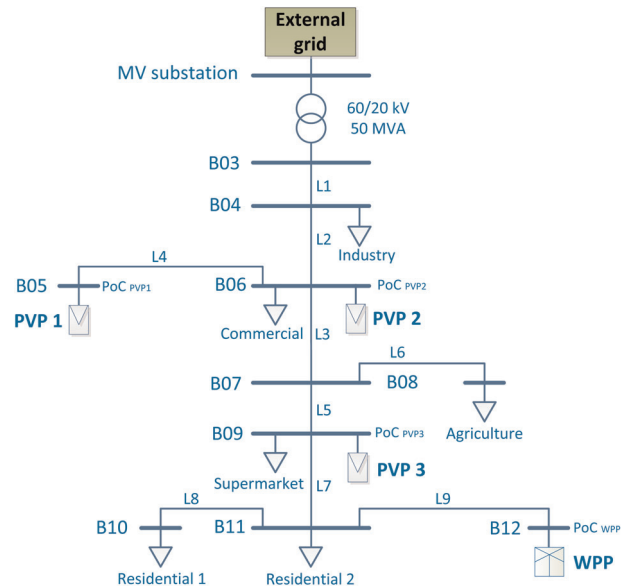 External
grid
MV substation
60/20 kV
50 MVA
B03
L1
B04
L2
Industry
L4
B05
PoC PVP1
B06
PoC PVP2
PVP 1
Commercial
PVP 2
L3
L6
B07
B08
L5
Agriculture
B09
PoC PVP3
Supermarket
PVP 3
L7
L8
L9
B10
B11
B12
PoC WPP
Residential 1
Residential 2
WPP